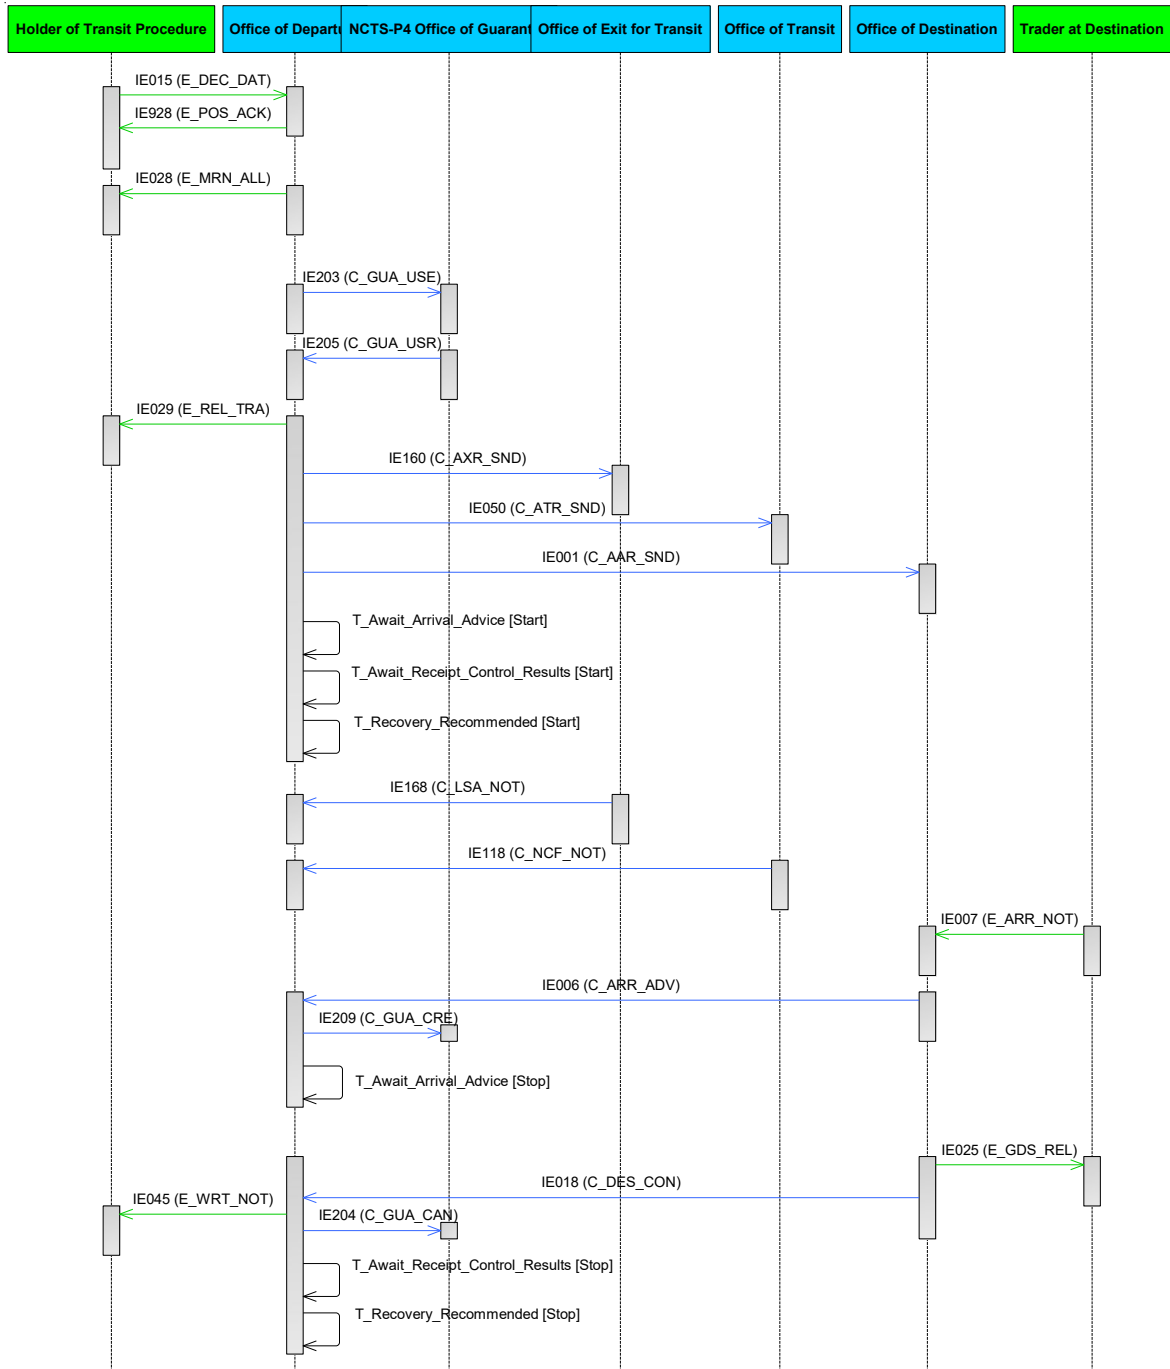 Holder of Transit Procedure
Office of Departu
NCTS-P4 Office of Guarant
Office of Exit for Transit
Office of Transit
Office of Destination
Trader at Destination
IE015 (E_DEC_DAT)
IE928 (E_POS_ACK)
IE028 (E_MRN_ALL)
IE203 (C_GUA_USE)
IE205 (C_GUA_USR)
IE029 (E_REL_TRA)
IE160 (C_AXR_SND)
IE050 (C_ATR_SND)
IE001 (C_AAR_SND)
T_Await_Arrival_Advice [Start]
T_Await_Receipt_Control_Results [Start]
T_Recovery_Recommended [Start]
IE168 (C_LSA_NOT)
IE118 (C_NCF_NOT)
IE007 (E_ARR_NOT)
IE006 (C_ARR_ADV)
IE209 (C_GUA_CRE)
T_Await_Arrival_Advice [Stop]
IE025 (E_GDS_REL)
IE018 (C_DES_CON)
IE045 (E_WRT_NOT)
IE204 (C_GUA_CAN)
T_Await_Receipt_Control_Results [Stop]
T_Recovery_Recommended [Stop]